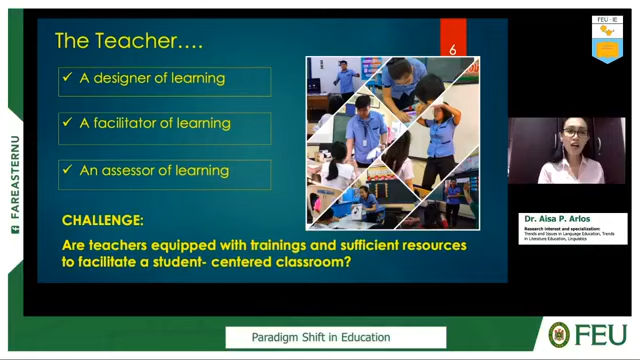 The Teacher....
6
✓ A designer of learning
✓ A facilitator of learning
✓ An assessor of learning
CHALLENGE:
Are teachers equipped with trainings and sufficient resources
to facilitate a student- centered classroom?
FEU - IE
Dr. Aisa P. Arlos
Research interest and specialization:
Trends and Issues in Language Education, Trends
in Literature Education, Linguistics
FAREASTERNU
Paradigm Shift in Education
FEU